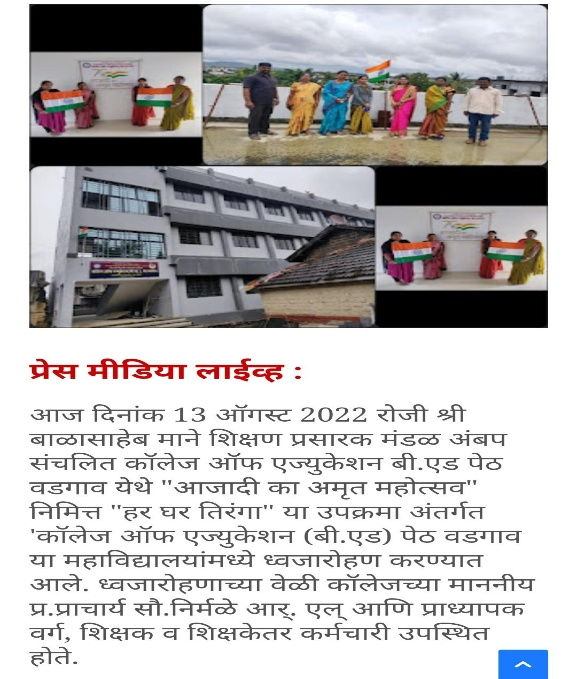 प्रेस मीडिया लाईव्ह :
आज दिनांक 13 ऑगस्ट 2022 रोजी श्री
बाळासाहेब माने शिक्षण प्रसारक मंडळ अंबप
संचलित कॉलेज ऑफ एज्युकेशन बी.एड पेठ
वडगाव येथे "आजादी का अमृत महोत्सव"
निमित्त "हर घर तिरंगा" या उपक्रमा अंतर्गत
'कॉलेज ऑफ एज्युकेशन (बी.एड) पेठ वडगाव
या महाविद्यालयांमध्ये ध्वजारोहण करण्यात
आले. ध्वजारोहणाच्या वेळी कॉलेजच्या माननीय
प्र.प्राचार्य सौ.निर्मळे आर्. एल् आणि प्राध्यापक
वर्ग, शिक्षक व शिक्षकेतर कर्मचारी उपस्थित
होते.